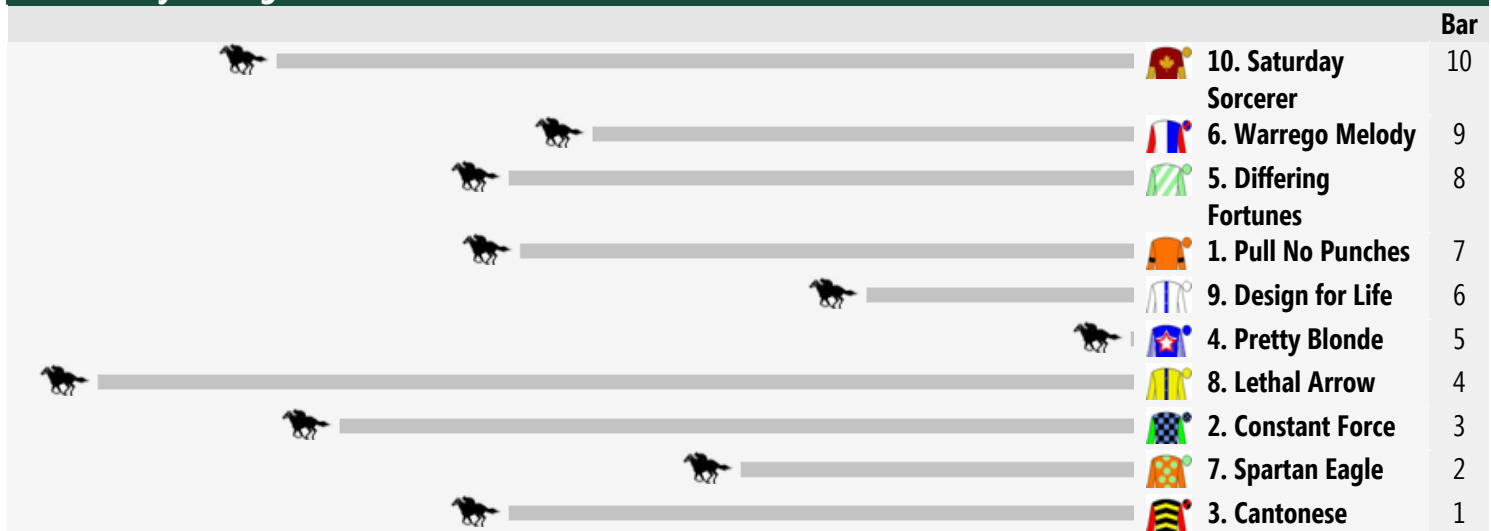 Bar
10. Saturday 10
Sorcerer
6. Warrego Melody 9
5. Differing 8
Fortunes
1. Pull No Punches 7
9. Design for Life 6
4. Pretty Blonde 5
8. Lethal Arrow 4
2. Constant Force 3
7. Spartan Eagle 2
3. Cantonese 1